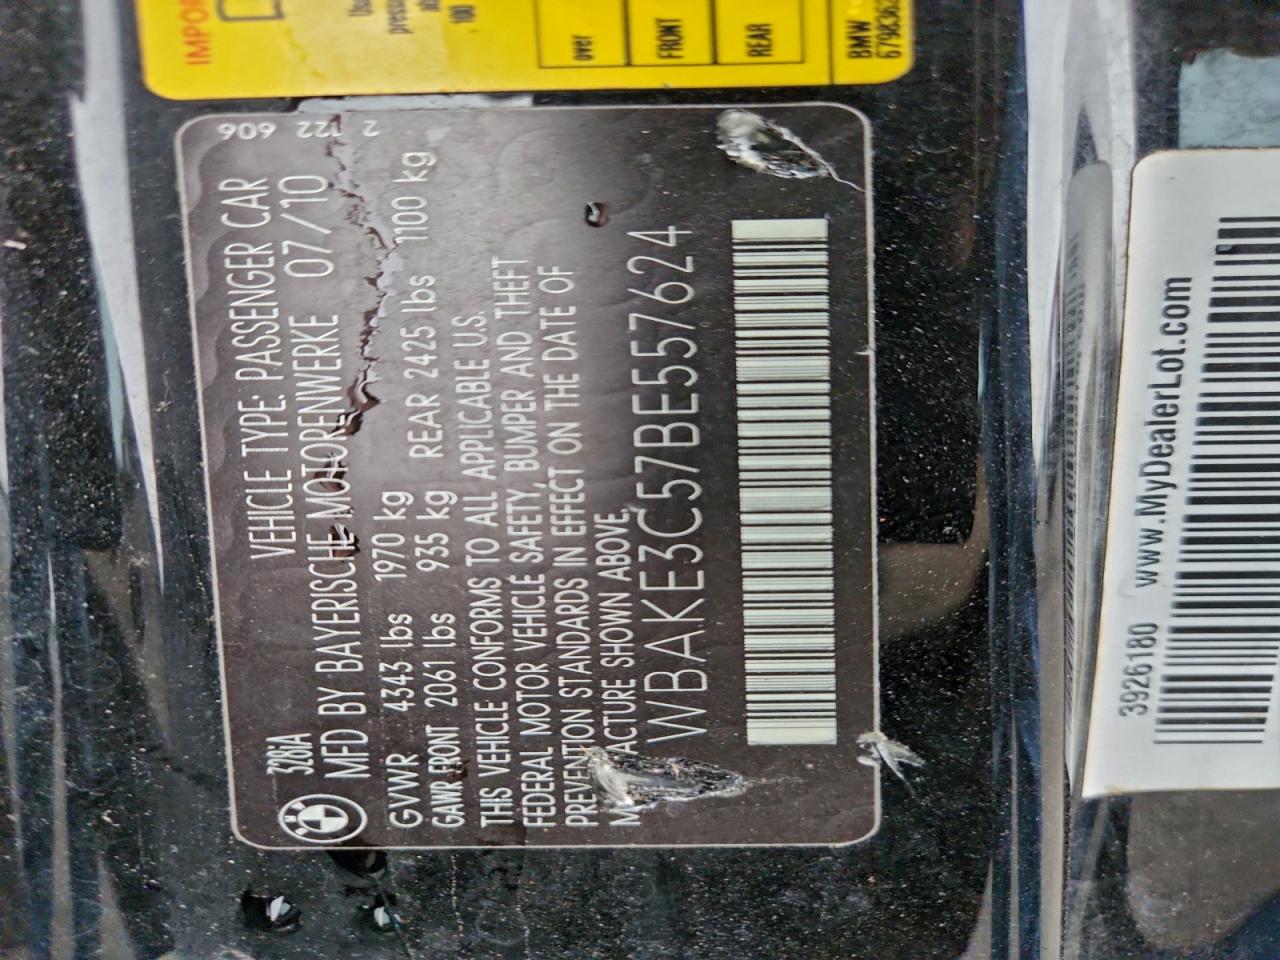 IMPOR
over
FRONT
REAR
BMW
328iA VEHICLE TYPE: PASSENGER CAR
MFD BY BAYERISCHE MOTORENWERKE 07/10
GVWR 4343 lbs 1970 kg
GAWR FRONT 2061 lbs 935 kg REAR 2425 lbs 1100 kg
THIS VEHICLE CONFORMS TO ALL APPLICABLE U.S.
FEDERAL MOTOR VEHICLE SAFETY, BUMPER AND THEFT
PREVENTION STANDARDS IN EFFECT ON THE DATE OF
MANUFACTURE SHOWN ABOVE.
WBAKE3C57BE557624
606
122
2
3926180 www.MyDealerLot.com